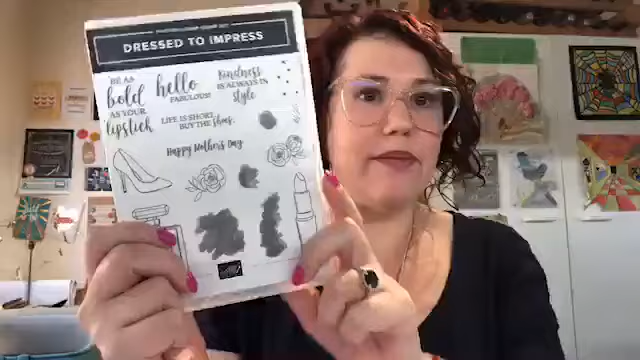 DRESSED TO IMPRESS
BE AS
bold
AS YOUR
lipstick
hello
FABULOUS!
Kindness
IS ALWAYS IN
style
LIFE IS SHORT,
BUY THE shoes.
Happy Mother's Day